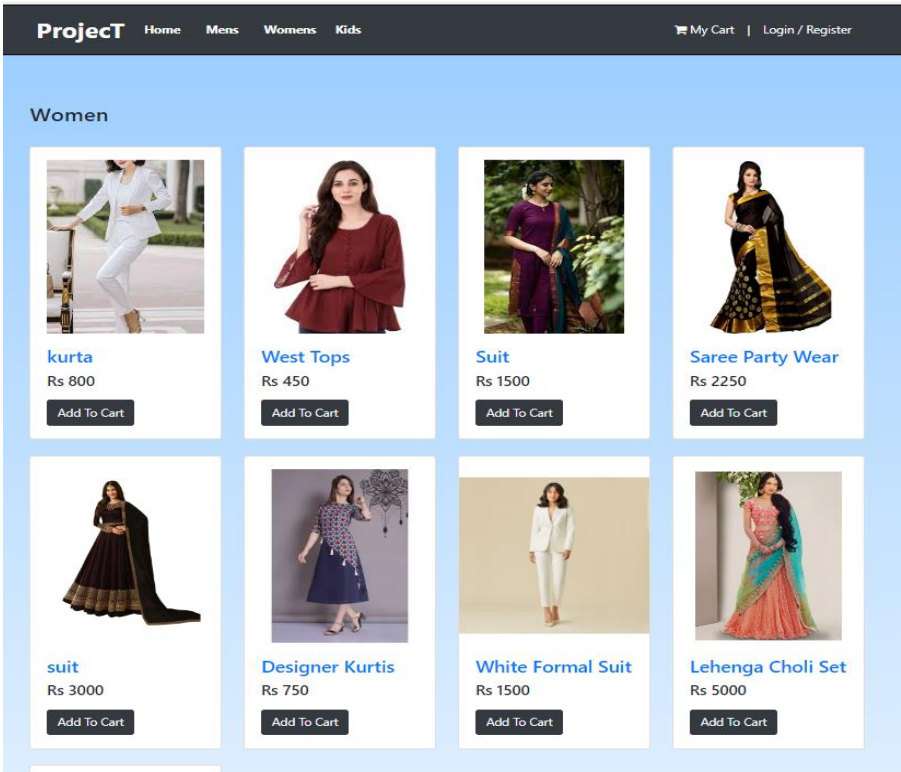 ProjecT Home Mens Womens Kids My Cart | Login / Register
Women
kurta
Rs 800
Add To Cart
West Tops
Rs 450
Add To Cart
Suit
Rs 1500
Add To Cart
Saree Party Wear
Rs 2250
Add To Cart
suit
Rs 3000
Add To Cart
Designer Kurtis
Rs 750
Add To Cart
White Formal Suit
Rs 1500
Add To Cart
Lehenga Choli Set
Rs 5000
Add To Cart